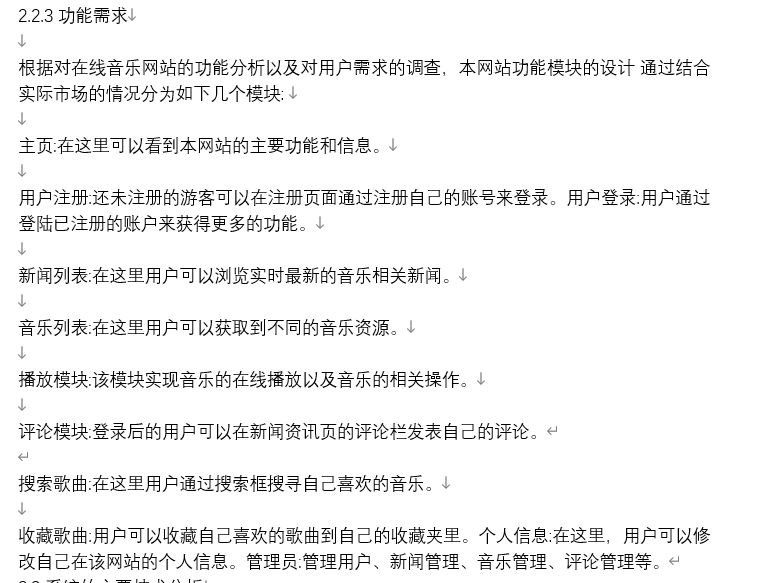 2.2.3 功能需求↓
↓
根据对在线音乐网站的功能分析以及对用户需求的调查，本网站功能模块的设计 通过结合
实际市场的情况分为如下几个模块:↓
↓
主页:在这里可以看到本网站的主要功能和信息。↓
↓
用户注册:还未注册的游客可以在注册页面通过注册自己的账号来登录。用户登录:用户通过
登陆已注册的账户来获得更多的功能。↓
↓
新闻列表:在这里用户可以浏览实时最新的音乐相关新闻。↓
↓
音乐列表:在这里用户可以获取到不同的音乐资源。↓
↓
播放模块:该模块实现音乐的在线播放以及音乐的相关操作。↓
↓
评论模块:登录后的用户可以在新闻资讯页的评论栏发表自己的评论。↵
↵
搜索歌曲:在这里用户通过搜索框搜寻自己喜欢的音乐。↓
↓
收藏歌曲:用户可以收藏自己喜欢的歌曲到自己的收藏夹里。个人信息:在这里，用户可以修
改自己在该网站的个人信息。管理员:管理用户、新闻管理、音乐管理、评论管理等。↵